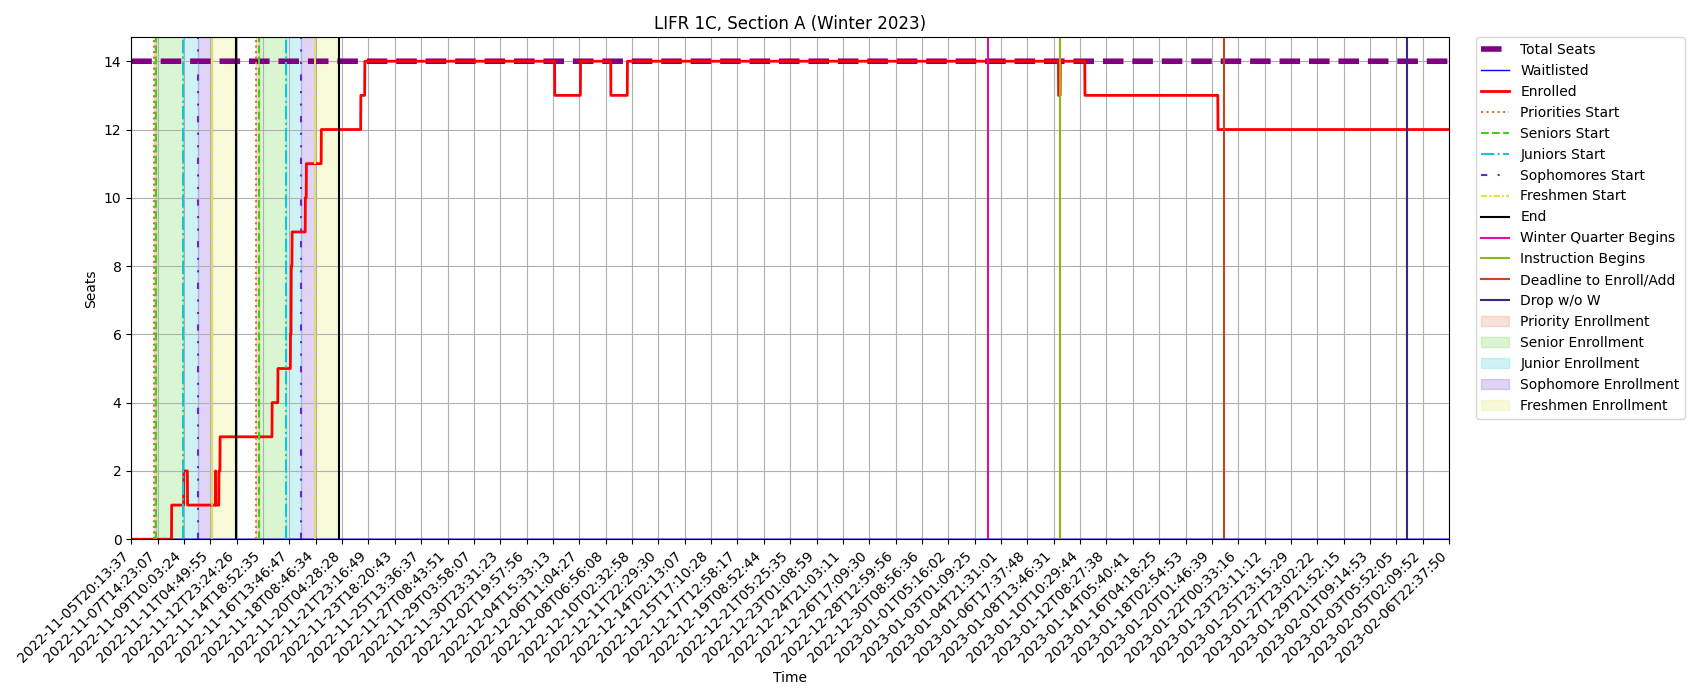 LIFR 1C, Section A (Winter 2023)
Seats
14
12
10
8
6
4
2
0
2022-11-05T20:13:37
2022-11-07T14:23:07
2022-11-09T10:03:24
2022-11-11T04:49:55
2022-11-12T23:24:26
2022-11-14T18:52:35
2022-11-16T13:46:47
2022-11-18T08:46:34
2022-11-20T04:28:28
2022-11-21T23:16:49
2022-11-23T18:20:43
2022-11-25T13:36:37
2022-11-27T08:43:51
2022-11-29T03:58:07
2022-11-30T23:31:23
2022-12-02T19:57:56
2022-12-04T15:33:13
2022-12-06T11:04:27
2022-12-08T06:56:08
2022-12-10T02:32:58
2022-12-11T22:29:30
2022-12-14T02:13:07
2022-12-15T17:10:28
2022-12-17T12:58:17
2022-12-19T08:52:44
2022-12-21T05:25:35
2022-12-23T01:08:59
2022-12-24T21:03:11
2022-12-26T17:09:30
2022-12-28T12:59:56
2022-12-30T08:56:36
2023-01-01T05:16:02
2023-01-03T01:09:25
2023-01-04T21:31:01
2023-01-06T17:37:48
2023-01-08T13:46:31
2023-01-10T10:29:44
2023-01-12T08:27:38
2023-01-14T05:40:41
2023-01-16T04:18:25
2023-01-18T02:54:53
2023-01-20T01:46:39
2023-01-22T00:33:16
2023-01-23T23:11:12
2023-01-25T23:15:29
2023-01-27T23:02:22
2023-01-29T21:52:15
2023-02-01T09:14:53
2023-02-03T05:52:05
2023-02-05T02:09:52
2023-02-06T22:37:50
Time
Total Seats
Waitlisted
Enrolled
Priorities Start
Seniors Start
Juniors Start
Sophomores Start
Freshmen Start
End
Winter Quarter Begins
Instruction Begins
Deadline to Enroll/Add
Drop w/o W
Priority Enrollment
Senior Enrollment
Junior Enrollment
Sophomore Enrollment
Freshmen Enrollment